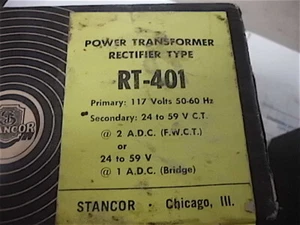 POWER TRANSFORMER
RECTIFIER TYPE
RT-401
Primary: 117 Volts 50-60 Hz
Secondary: 24 to 59 V C.T.
@ 2 A.D.C. (F.W.C.T.)
or
24 to 59 V
@ 1 A.D.C. (Bridge)
STANCOR - Chicago, Ill.
STANCOR